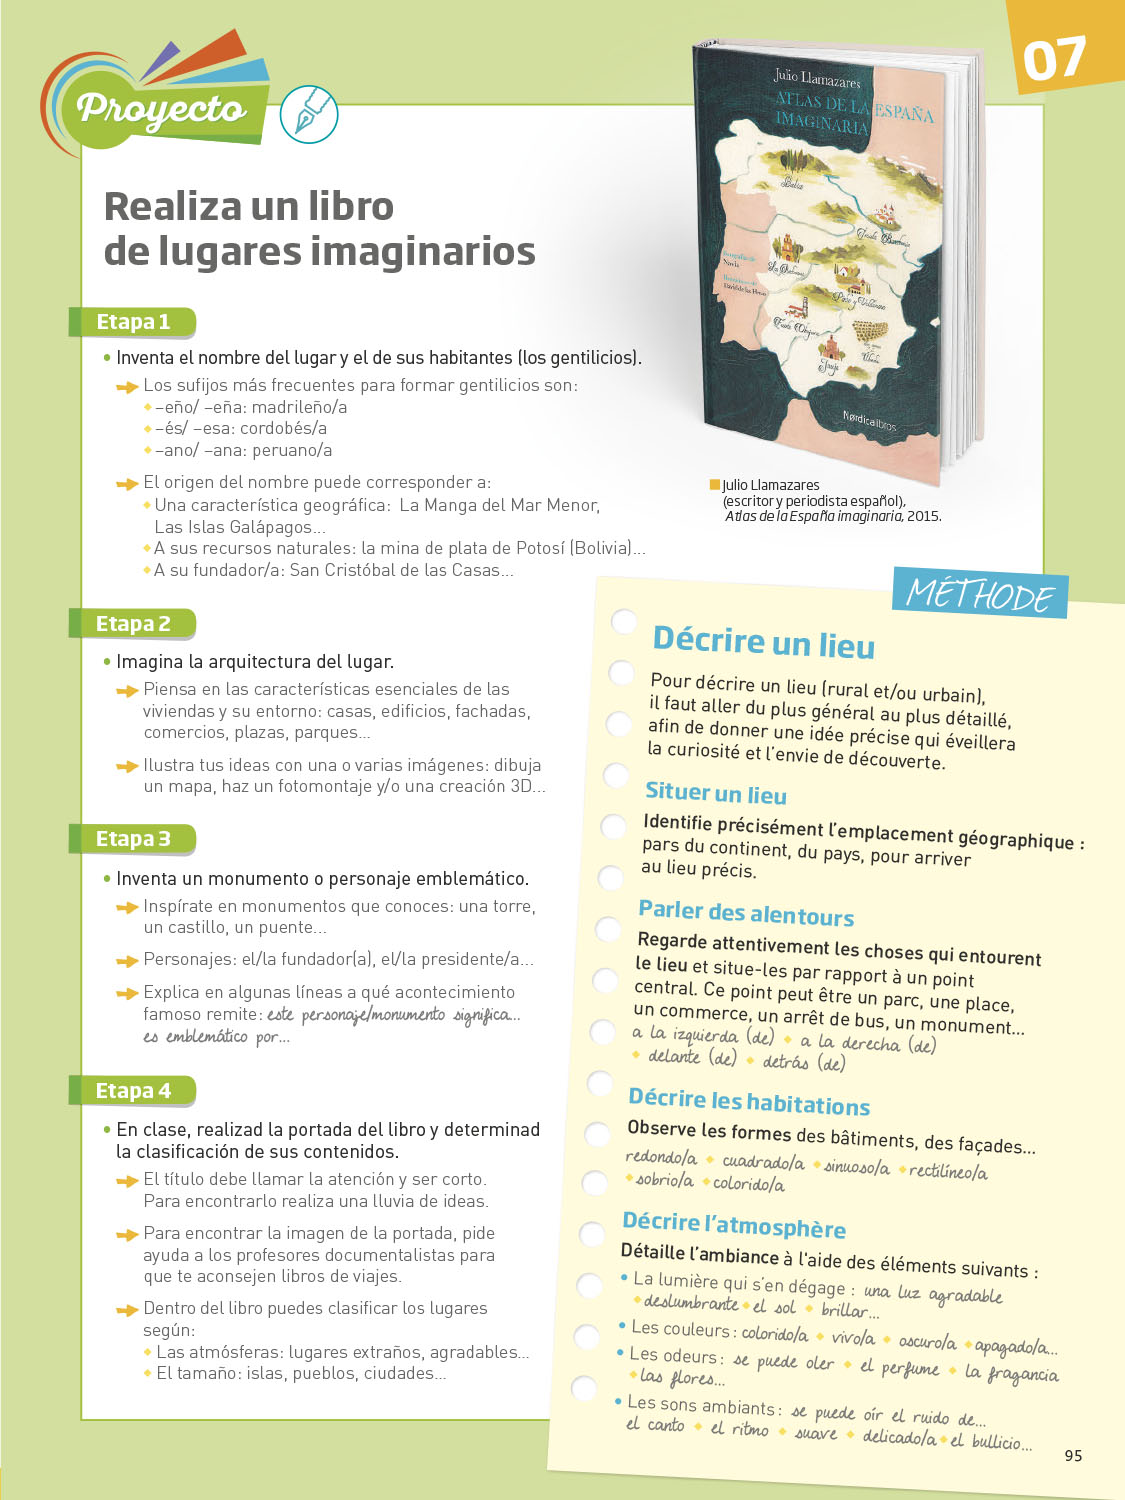 07
Proyecto
Realiza un libro
de lugares imaginarios
Julio Llamazares
ATLAS DE LA ESPAÑA
IMAGINARIA
Babia
Jauja
Nørdicalibros
Julio Llamazares
(escritor y periodista español),
Atlas de la España imaginaria, 2015.
Etapa 1
• Inventa el nombre del lugar y el de sus habitantes (los gentilicios).
Los sufijos más frecuentes para formar gentilicios son:
–eño/ –eña: madrileño/a
–és/ –esa: cordobés/a
–ano/ –ana: peruano/a
El origen del nombre puede corresponder a:
Una característica geográfica: La Manga del Mar Menor,
Las Islas Galápagos...
A sus recursos naturales: la mina de plata de Potosí (Bolivia)...
A su fundador/a: San Cristóbal de las Casas...
Etapa 2
• Imagina la arquitectura del lugar.
Piensa en las características esenciales de las
viviendas y su entorno: casas, edificios, fachadas,
comercios, plazas, parques...
Ilustra tus ideas con una o varias imágenes: dibuja
un mapa, haz un fotomontaje y/o una creación 3D...
Etapa 3
• Inventa un monumento o personaje emblemático.
Inspírate en monumentos que conoces: una torre,
un castillo, un puente...
Personajes: el/la fundador(a), el/la presidente/a...
Explica en algunas líneas a qué acontecimiento
famoso remite: este personaje/monumento significa...
es emblemático por...
Etapa 4
• En clase, realizad la portada del libro y determinad
la clasificación de sus contenidos.
El título debe llamar la atención y ser corto.
Para encontrarlo realiza una lluvia de ideas.
Para encontrar la imagen de la portada, pide
ayuda a los profesores documentalistas para
que te aconsejen libros de viajes.
Dentro del libro puedes clasificar los lugares
según:
Las atmósferas: lugares extraños, agradables...
El tamaño: islas, pueblos, ciudades...
MÉTHODE
Décrire un lieu
Pour décrire un lieu (rural et/ou urbain),
il faut aller du plus général au plus détaillé,
afin de donner une idée précise qui éveillera
la curiosité et l'envie de découverte.
Situer un lieu
Identifie précisément l'emplacement géographique :
pars du continent, du pays, pour arriver
au lieu précis.
Parler des alentours
Regarde attentivement les choses qui entourent
le lieu et situe-les par rapport à un point
central. Ce point peut être un parc, une place,
un commerce, un arrêt de bus, un monument...
a la izquierda (de) ◆ a la derecha (de)
◆ delante (de) ◆ detrás (de)
Décrire les habitations
Observe les formes des bâtiments, des façades...
redondo/a ◆ cuadrado/a ◆ sinuoso/a ◆ rectilíneo/a
◆ sobrio/a ◆ colorido/a
Décrire l'atmosphère
Détaille l'ambiance à l'aide des éléments suivants :
• La lumière qui s'en dégage : una luz agradable
◆ deslumbrante ◆ el sol ◆ brillar...
• Les couleurs : colorido/a ◆ vivo/a ◆ oscuro/a ◆ apagado/a...
• Les odeurs : se puede oler ◆ el perfume ◆ la fragancia
◆ las flores...
• Les sons ambiants : se puede oír el ruido de...
el canto ◆ el ritmo ◆ suave ◆ delicado/a ◆ el bullicio...
95